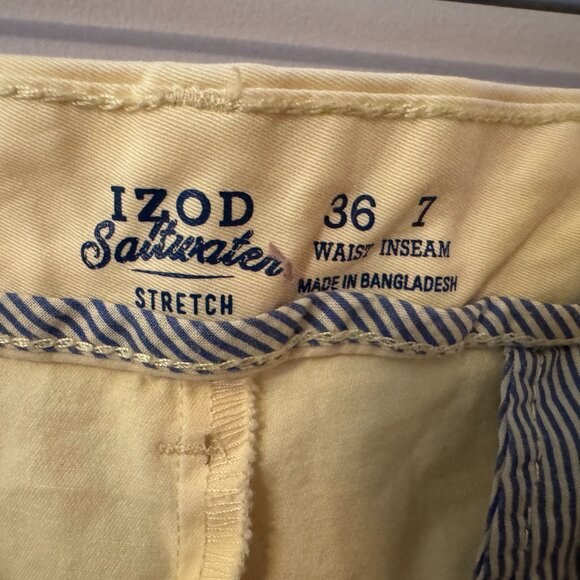 IZOD
Saltwater
STRETCH
36 7
WAIST INSEAM
MADE IN BANGLADESH